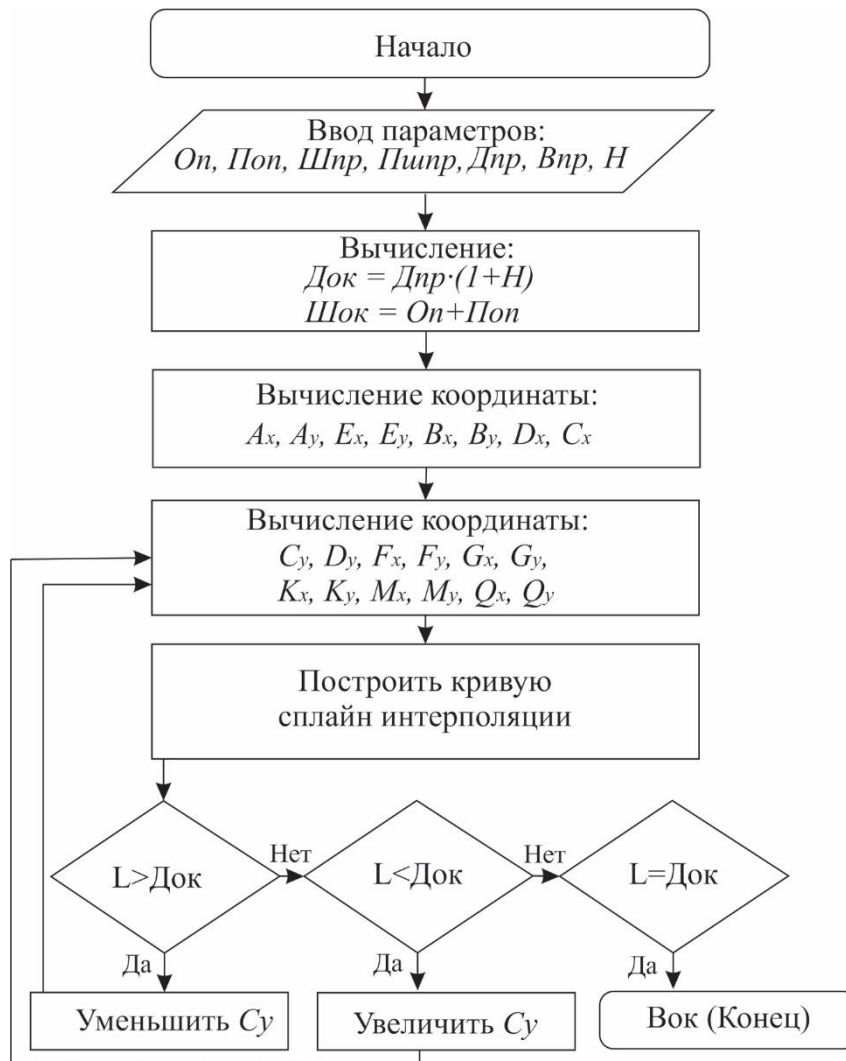 Начало
Ввод параметров:
Оп, Поп, Шпр, Пшпр, Дпр, Впр, Н
Вычисление:
Док = Дпр·(1+Н)
Шок = Оп+Поп
Вычисление координаты:
Ax, Ay, Ex, Ey, Bx, By, Dx, Cx
Вычисление координаты:
Cy, Dy, Fx, Fy, Gx, Gy,
Kx, Ky, Mx, My, Qx, Qy
Построить кривую
сплайн интерполяции
L>Док
Нет
L<Док
Нет
L=Док
Да
Да
Да
Уменьшить Cy
Увеличить Cy
Вок (Конец)